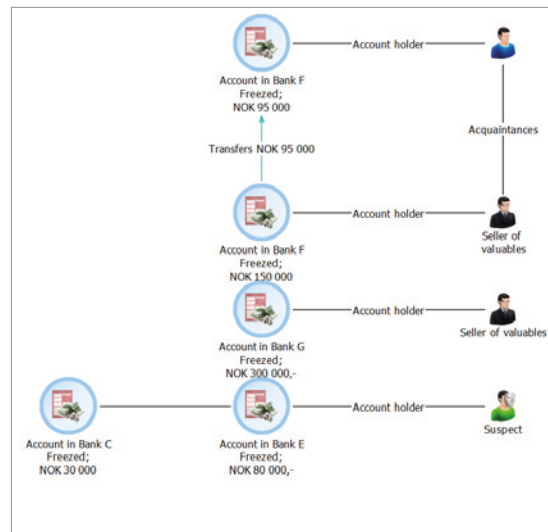 Account holder
Account in Bank F
Freezed;
NOK 95 000
Acquaintances
Transfers NOK 95 000
Account holder
Seller of
valuables
Account in Bank F
Freezed;
NOK 150 000
Account holder
Seller of valuables
Account in Bank G
Freezed;
NOK 300 000,-
Account holder
Suspect
Account in Bank C
Freezed;
NOK 30 000
Account in Bank E
Freezed;
NOK 80 000,-